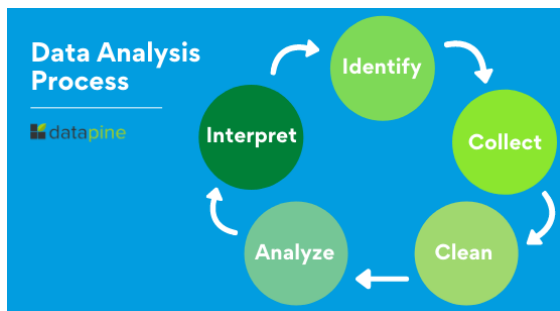 Data Analysis
Process
datapine
Identify
Collect
Clean
Analyze
Interpret